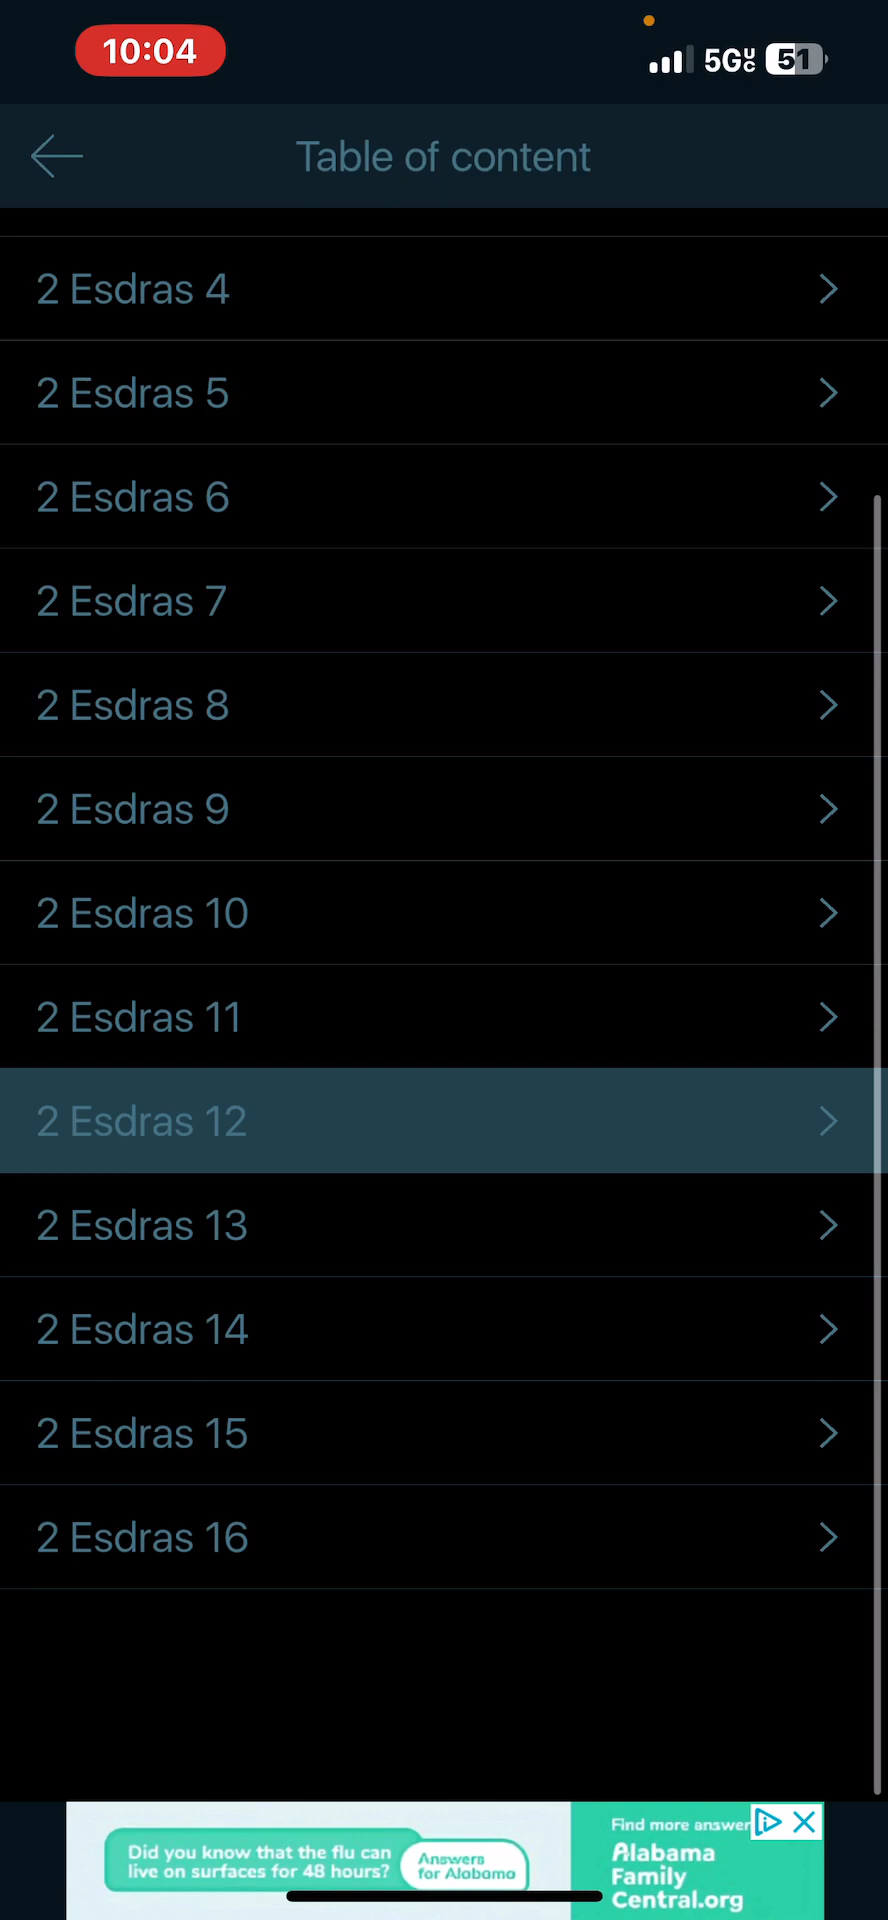 10:04
5GUC
51
Table of content
2 Esdras 4
2 Esdras 5
2 Esdras 6
2 Esdras 7
2 Esdras 8
2 Esdras 9
2 Esdras 10
2 Esdras 11
2 Esdras 12
2 Esdras 13
2 Esdras 14
2 Esdras 15
2 Esdras 16
Did you know that the flu can
live on surfaces for 48 hours?
Answers
for Alabama
Find more answer
Alabama
Family
Central.org